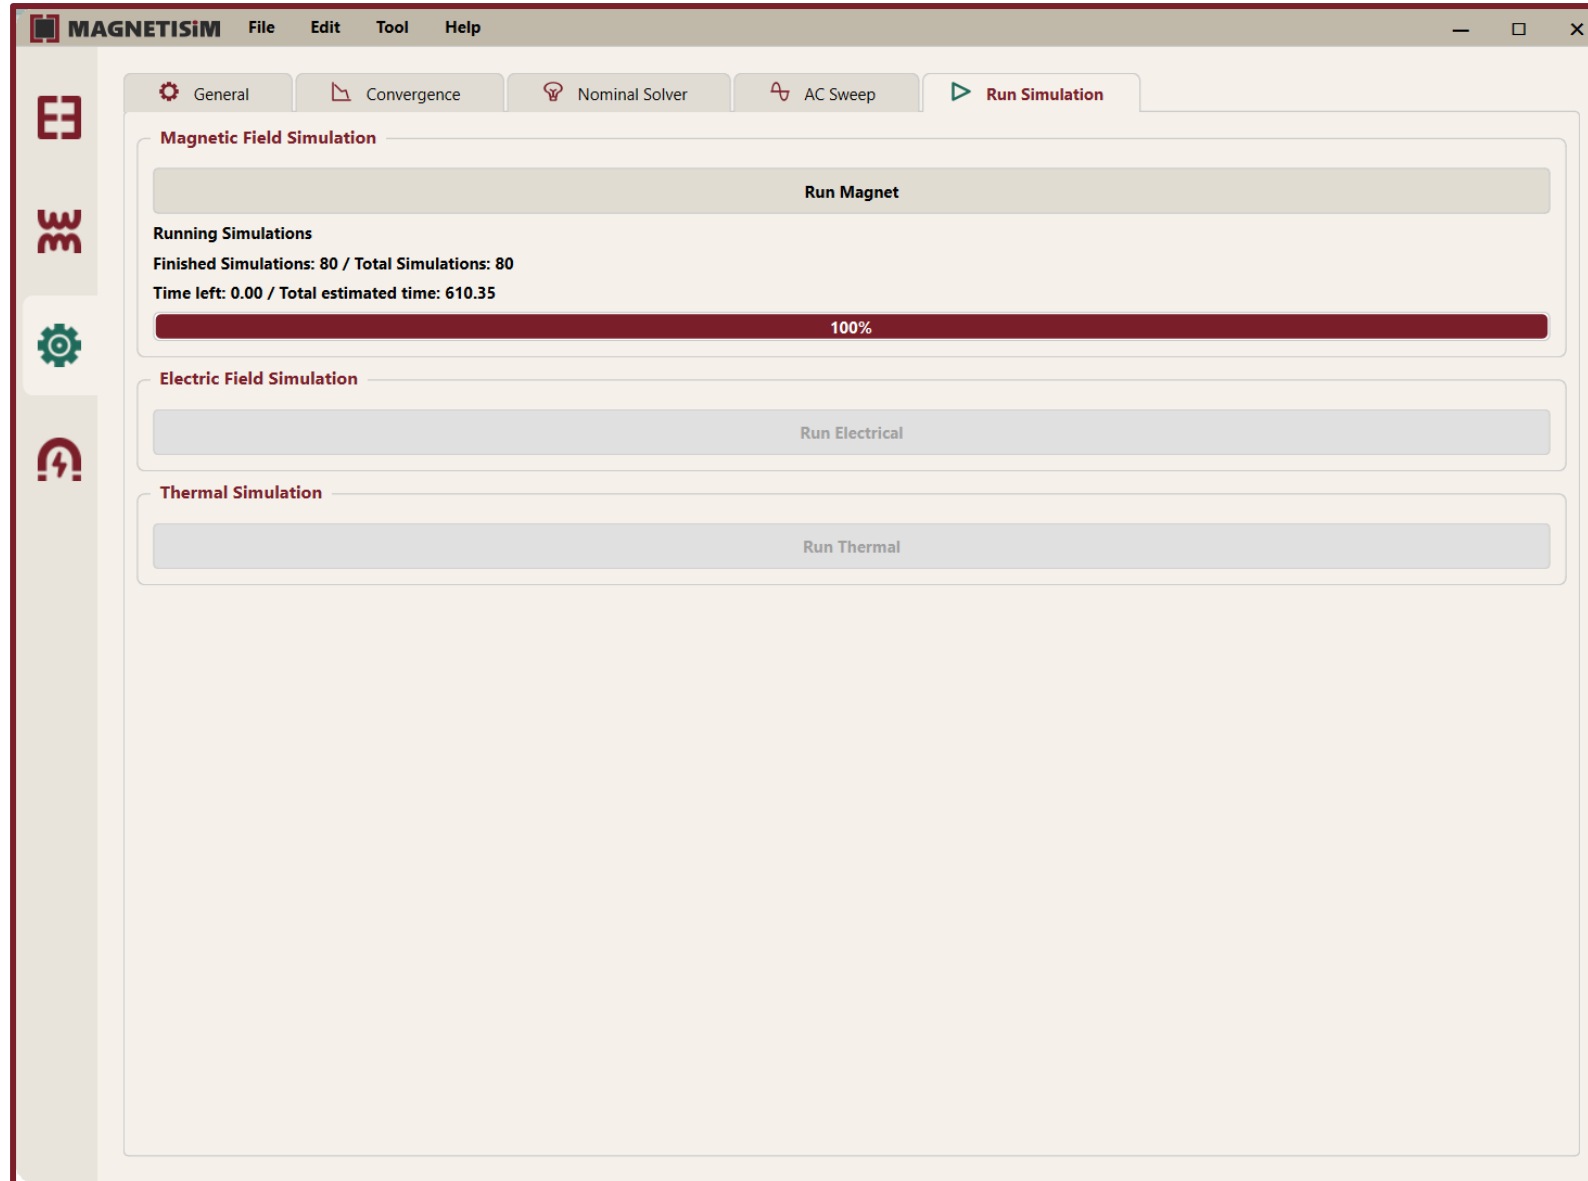 MAGNETISiM File Edit Tool Help
General Convergence Nominal Solver AC Sweep Run Simulation
Magnetic Field Simulation
Run Magnet
Running Simulations
Finished Simulations: 80 / Total Simulations: 80
Time left: 0.00 / Total estimated time: 610.35
100%
Electric Field Simulation
Run Electrical
Thermal Simulation
Run Thermal